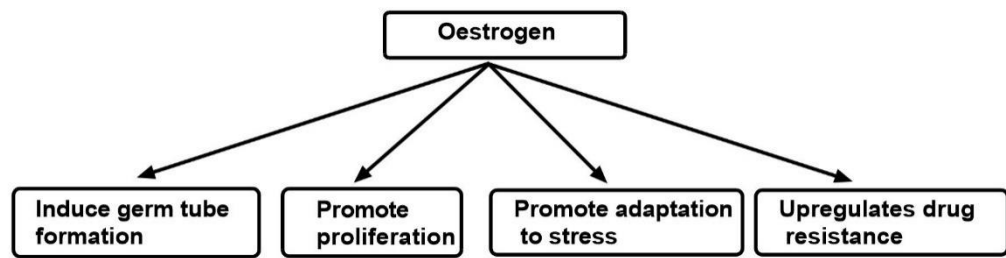 Oestrogen
Induce germ tube
formation
Promote
proliferation
Promote adaptation
to stress
Upregulates drug
resistance